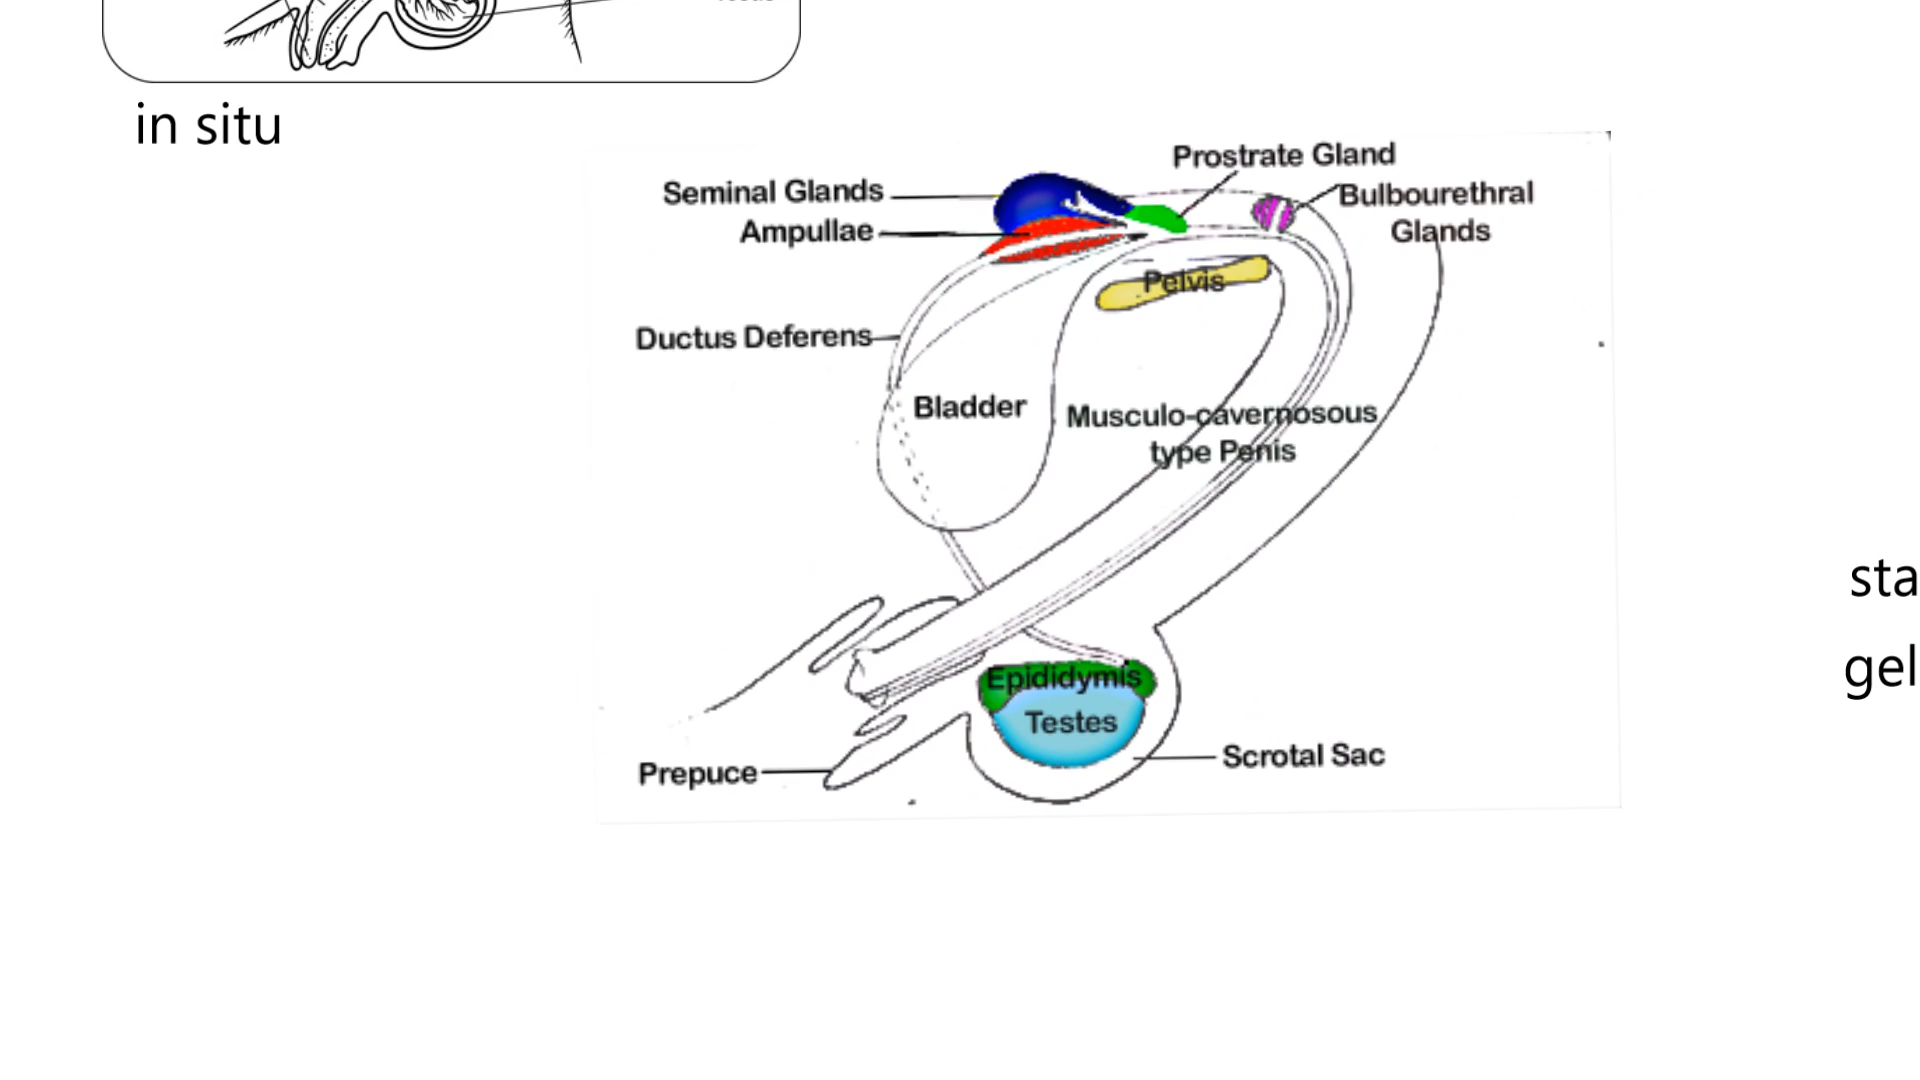 in situ
Prostrate Gland
Seminal Glands
Bulbourethral
Glands
Ampullae
Pelvis
Ductus Deferens
Bladder
Musculo-cavernosous
type Penis
Epididymis
Testes
Scrotal Sac
Prepuce
sta
gel